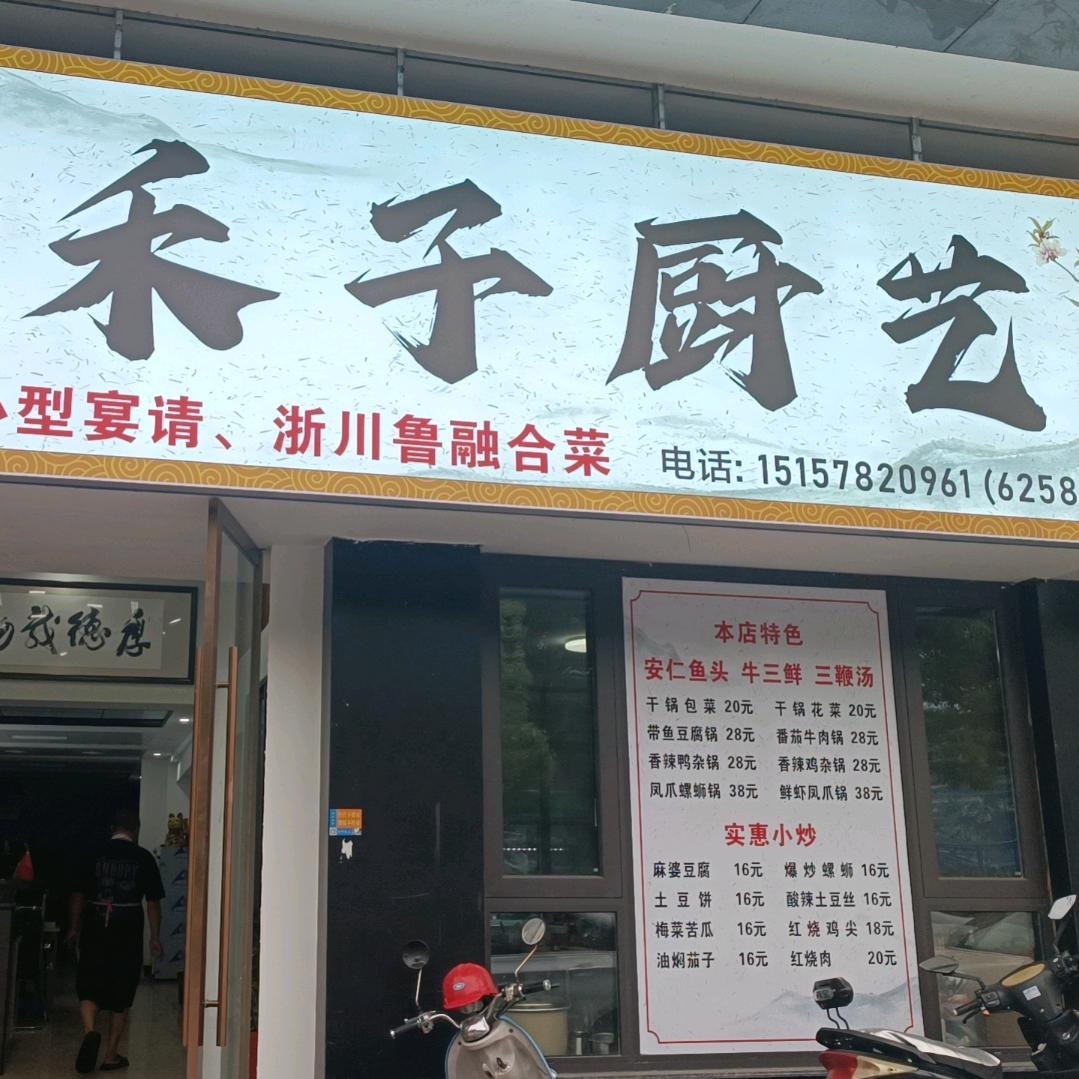 禾子厨艺
小型宴请、浙川鲁融合菜
电话: 15157820961 (6258
厚德载物
本店特色
安仁鱼头 牛三鲜 三鞭汤
干锅包菜 20元 干锅花菜 20元
带鱼豆腐锅 28元 番茄牛肉锅 28元
香辣鸭杂锅 28元 香辣鸡杂锅 28元
凤爪螺蛳锅 38元 鲜虾凤爪锅 38元
实惠小炒
麻婆豆腐 16元 爆炒螺蛳 16元
土豆饼 16元 酸辣土豆丝 16元
梅菜苦瓜 16元 红烧鸡尖 18元
油焖茄子 16元 红烧肉 20元